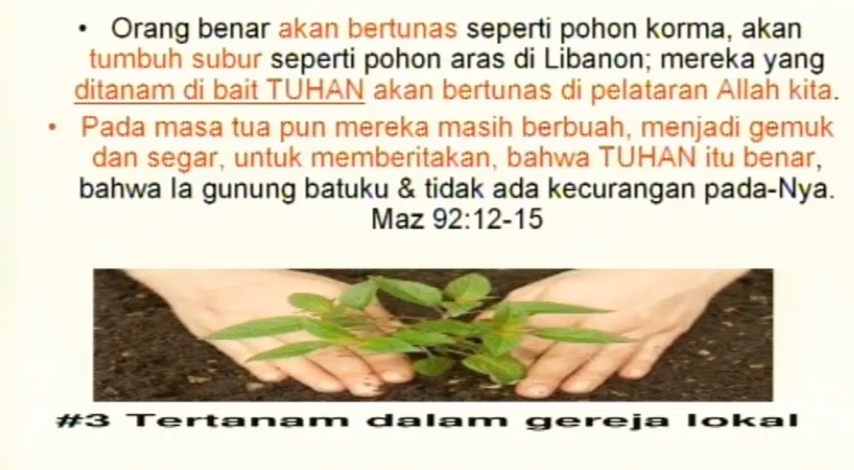 • Orang benar akan bertunas seperti pohon korma, akan
tumbuh subur seperti pohon aras di Libanon; mereka yang
ditanam di bait TUHAN akan bertunas di pelataran Allah kita.
• Pada masa tua pun mereka masih berbuah, menjadi gemuk
dan segar, untuk memberitakan, bahwa TUHAN itu benar,
bahwa Ia gunung batuku & tidak ada kecurangan pada-Nya.
Maz 92:12-15
#3 Tertanam dalam gereja lokal